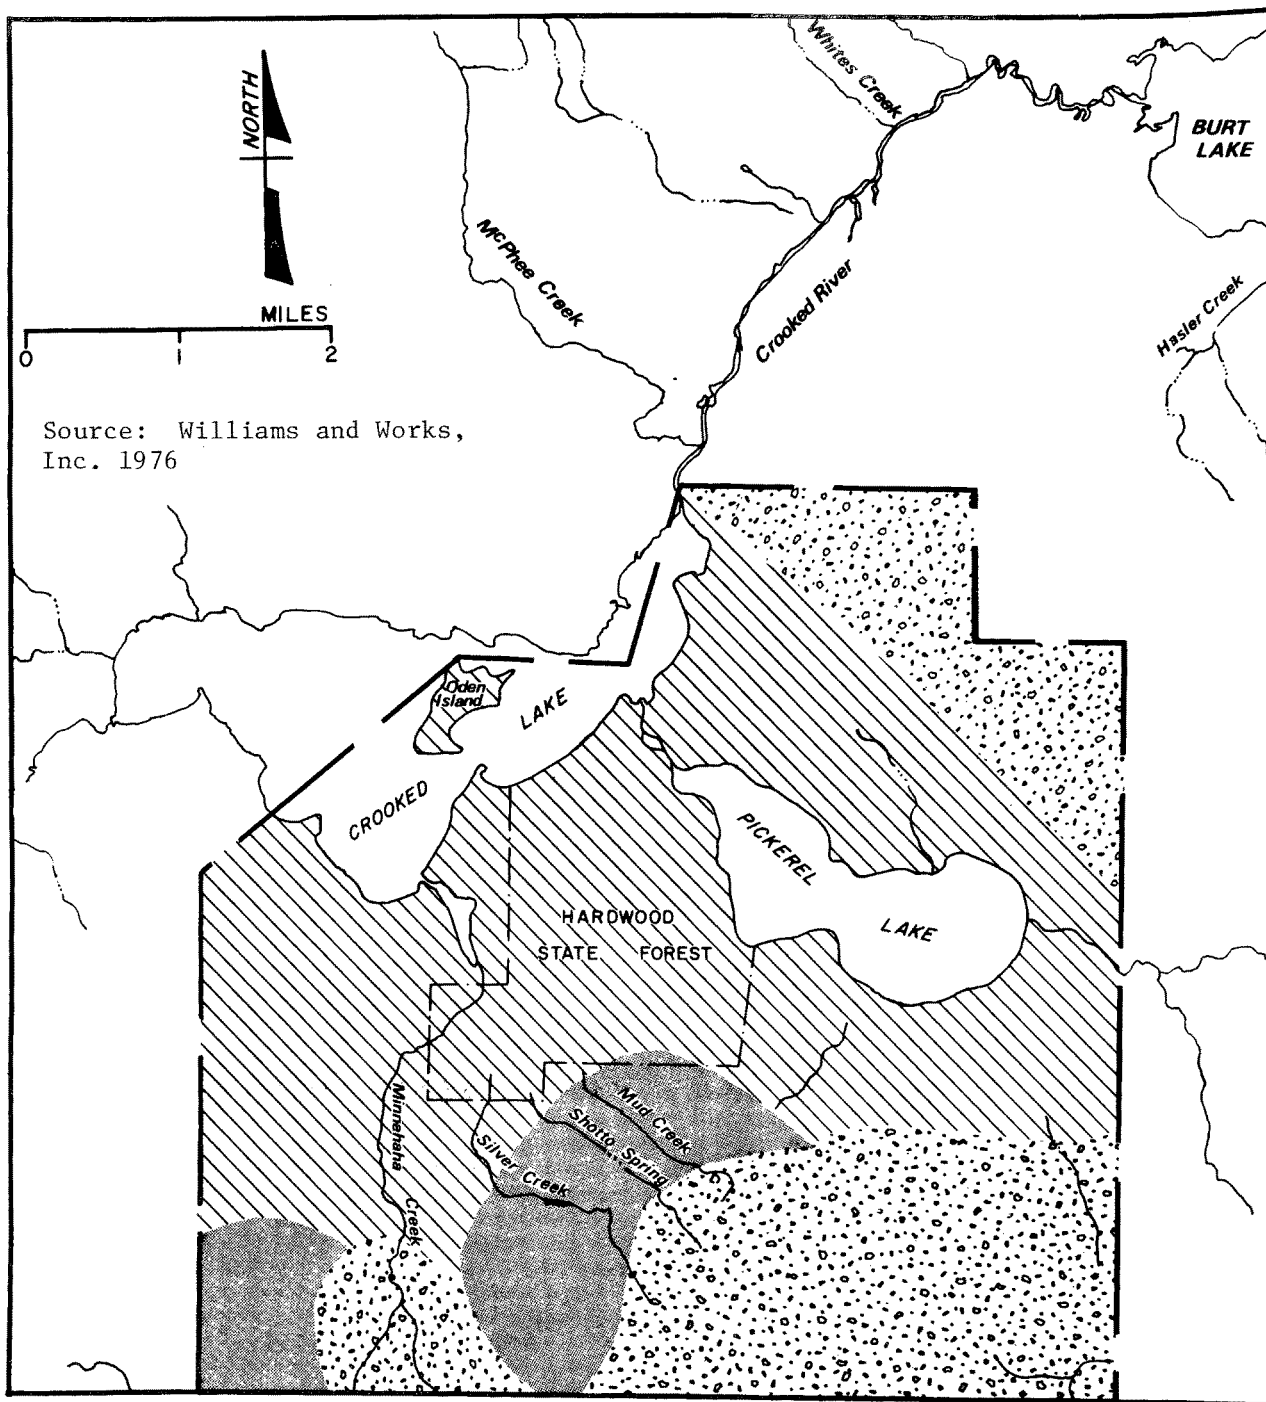 Whites Creek
NORTH
BURT
LAKE
McPhee Creek
Crooked River
Hasler Creek
MILES
0 1 2
Source: Williams and Works,
Inc. 1976
Oden
Island
CROOKED LAKE
PICKEREL LAKE
HARDWOOD
STATE FOREST
Minnehaha Creek
Mud Creek
Shotto Spring
Silver Creek